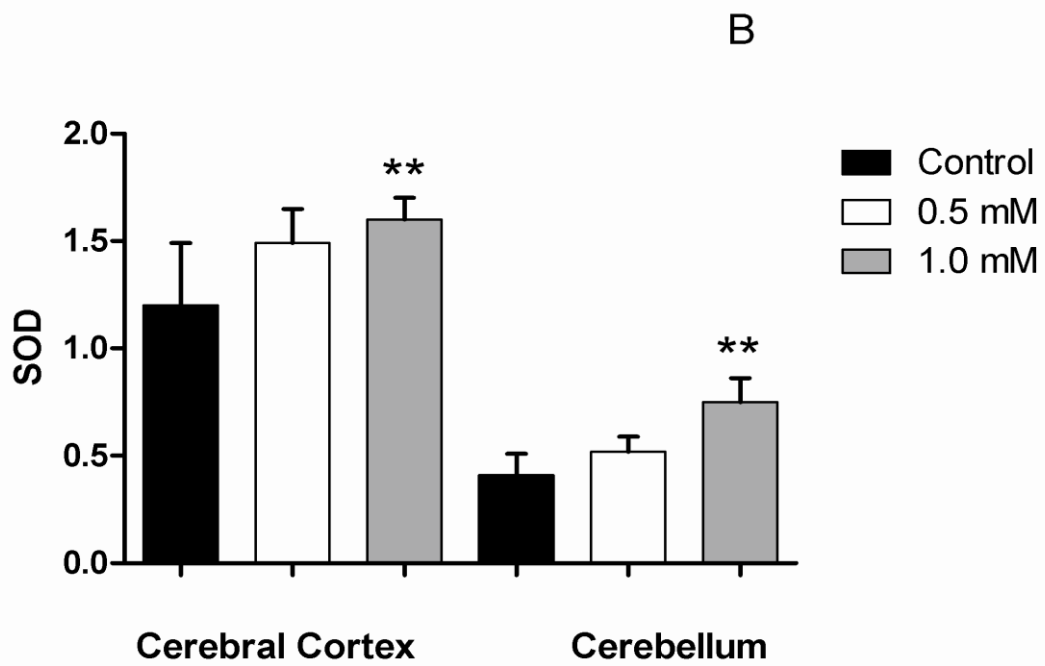 B
2.0
1.5
1.0
0.5
0.0
SOD
**
**
Control
0.5 mM
1.0 mM
Cerebral Cortex
Cerebellum